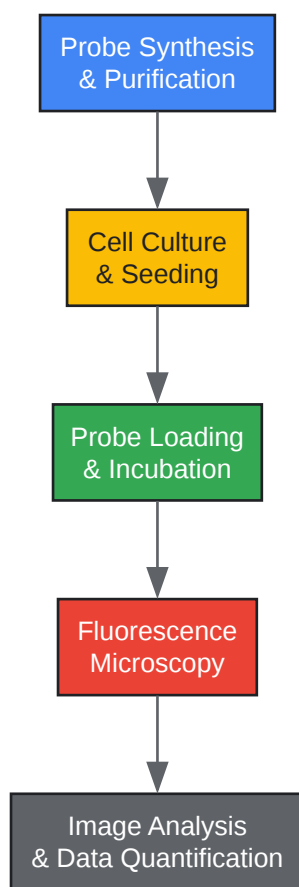 Probe Synthesis
& Purification
Cell Culture
& Seeding
Probe Loading
& Incubation
Fluorescence
Microscopy
Image Analysis
& Data Quantification